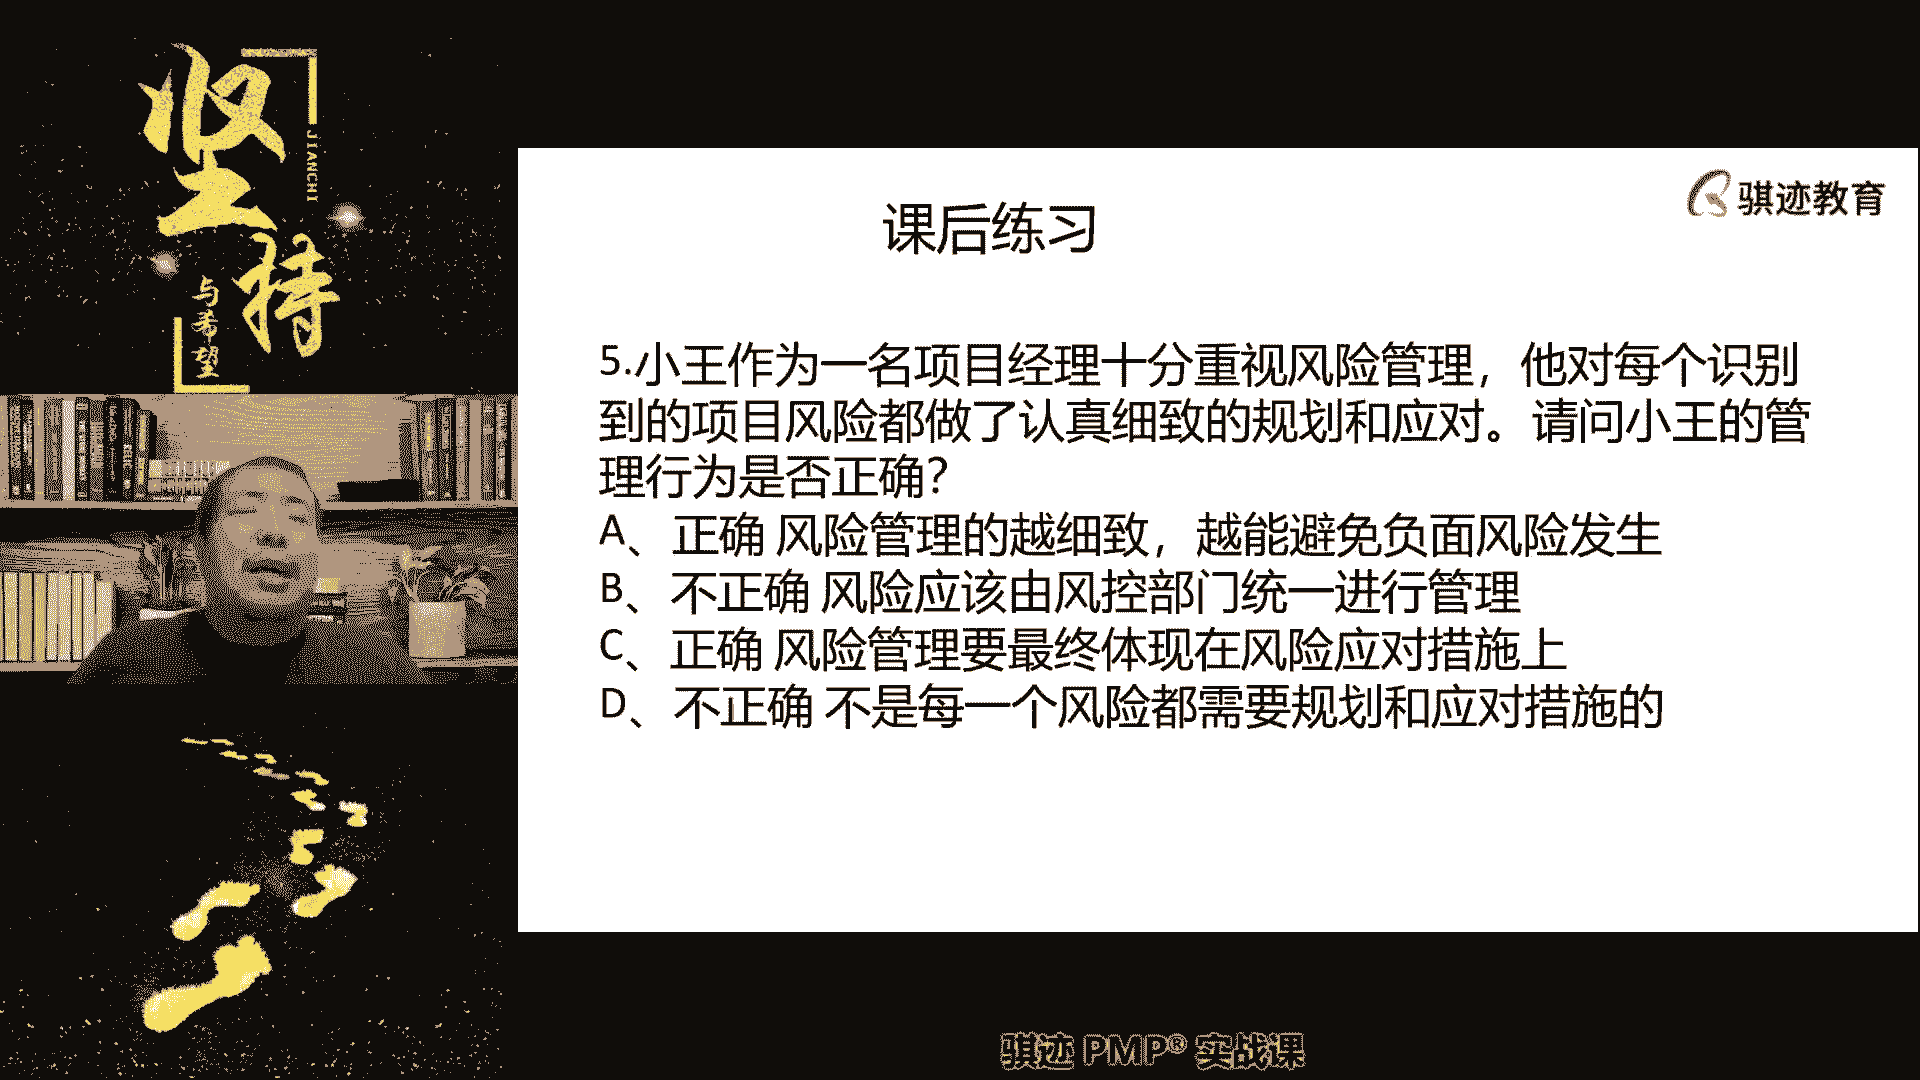 坚持
JIANCHI
与希望
骐迹教育
课后练习
5.小王作为一名项目经理十分重视风险管理，他对每个识别
到的项目风险都做了认真细致的规划和应对。请问小王的管
理行为是否正确？
A、正确 风险管理的越细致，越能避免负面风险发生
B、不正确 风险应该由风控部门统一进行管理
C、正确 风险管理要最终体现在风险应对措施上
D、不正确 不是每一个风险都需要规划和应对措施的
骐迹 PMP® 实战课